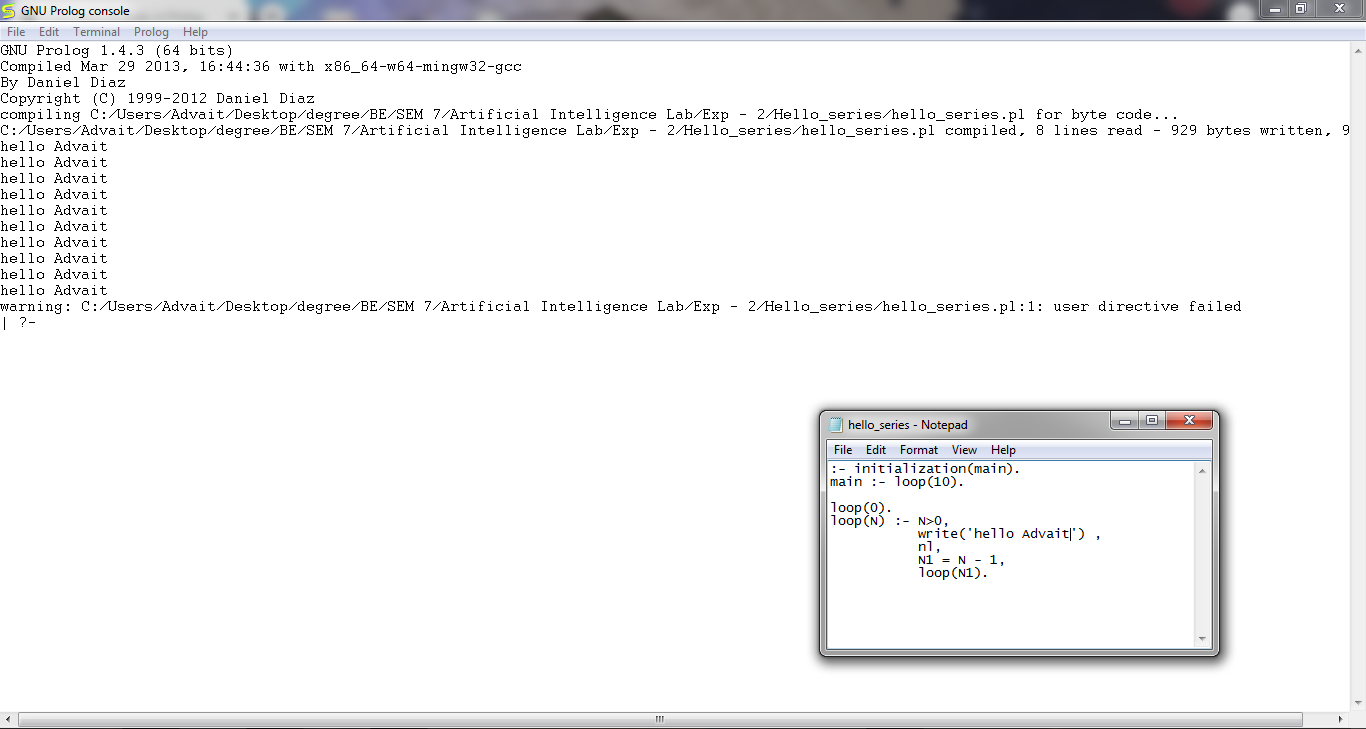 GNU Prolog console
File Edit Terminal Prolog Help
GNU Prolog 1.4.3 (64 bits)
Compiled Mar 29 2013, 16:44:36 with x86_64-w64-mingw32-gcc
By Daniel Diaz
Copyright (C) 1999-2012 Daniel Diaz
compiling C:/Users/Advait/Desktop/degree/BE/SEM 7/Artificial Intelligence Lab/Exp - 2/Hello_series/hello_series.pl for byte code...
C:/Users/Advait/Desktop/degree/BE/SEM 7/Artificial Intelligence Lab/Exp - 2/Hello_series/hello_series.pl compiled, 8 lines read - 929 bytes written, 9
hello Advait
hello Advait
hello Advait
hello Advait
hello Advait
hello Advait
hello Advait
hello Advait
hello Advait
hello Advait
warning: C:/Users/Advait/Desktop/degree/BE/SEM 7/Artificial Intelligence Lab/Exp - 2/Hello_series/hello_series.pl:1: user directive failed
| ?-
hello_series - Notepad
File Edit Format View Help
:- initialization(main).
main :- loop(10).
loop(0).
loop(N) :- N>0,
write('hello Advait') ,
nl,
N1 = N - 1,
loop(N1).